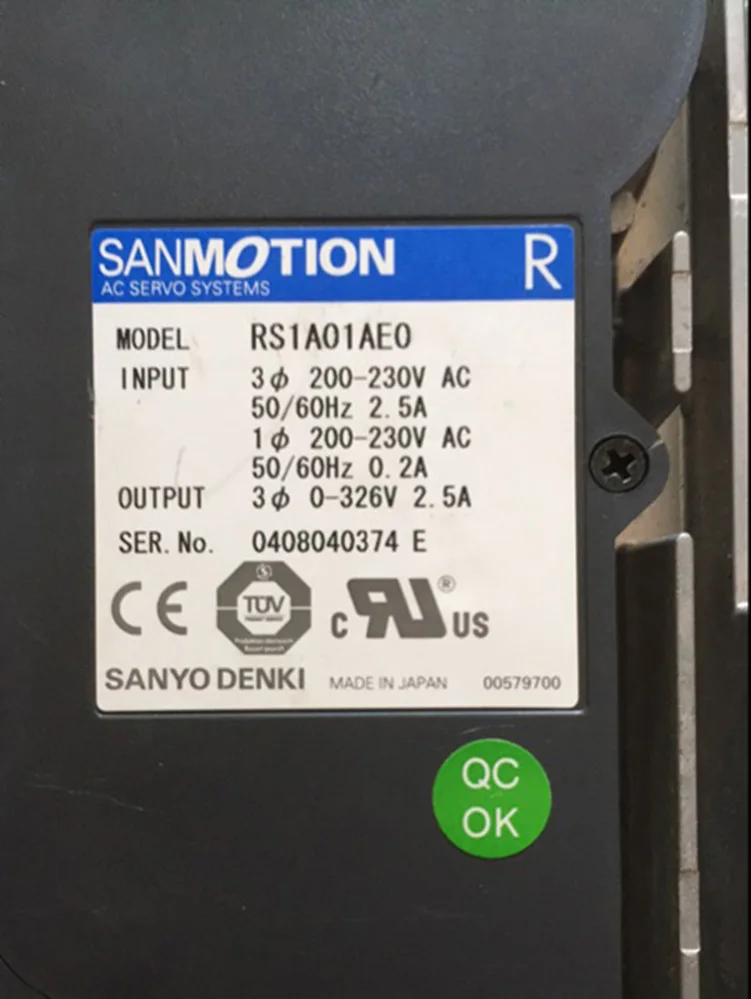 SANMOTION R
AC SERVO SYSTEMS
MODEL RS1A01AE0
INPUT 3ϕ 200-230V AC
50/60Hz 2.5A
1ϕ 200-230V AC
50/60Hz 0.2A
OUTPUT 3ϕ 0-326V 2.5A
SER. No. 0408040374 E
CE TÜV c RU ® US
SANYO DENKI MADE IN JAPAN 00579700
QC
OK